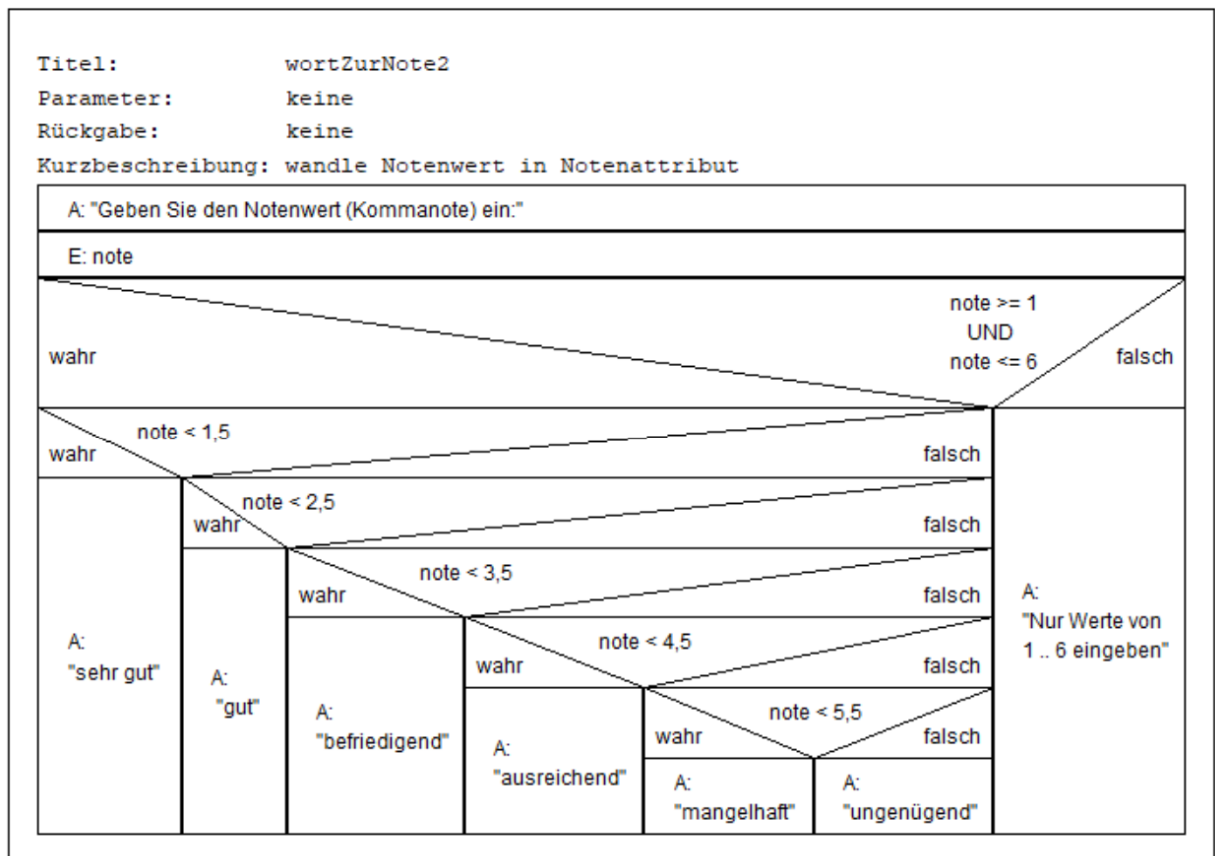 Titel: wortZurNote2
Parameter: keine
Rückgabe: keine
Kurzbeschreibung: wandle Notenwert in Notenattribut
A: "Geben Sie den Notenwert (Kommanote) ein:"
E: note
note >= 1
UND
note <= 6
wahr
falsch
note < 1,5
wahr
falsch
note < 2,5
wahr
falsch
note < 3,5
wahr
falsch
note < 4,5
wahr
falsch
note < 5,5
wahr
falsch
A:
"sehr gut"
A:
"gut"
A:
"befriedigend"
A:
"ausreichend"
A:
"mangelhaft"
A:
"ungenügend"
A:
"Nur Werte von
1 .. 6 eingeben"